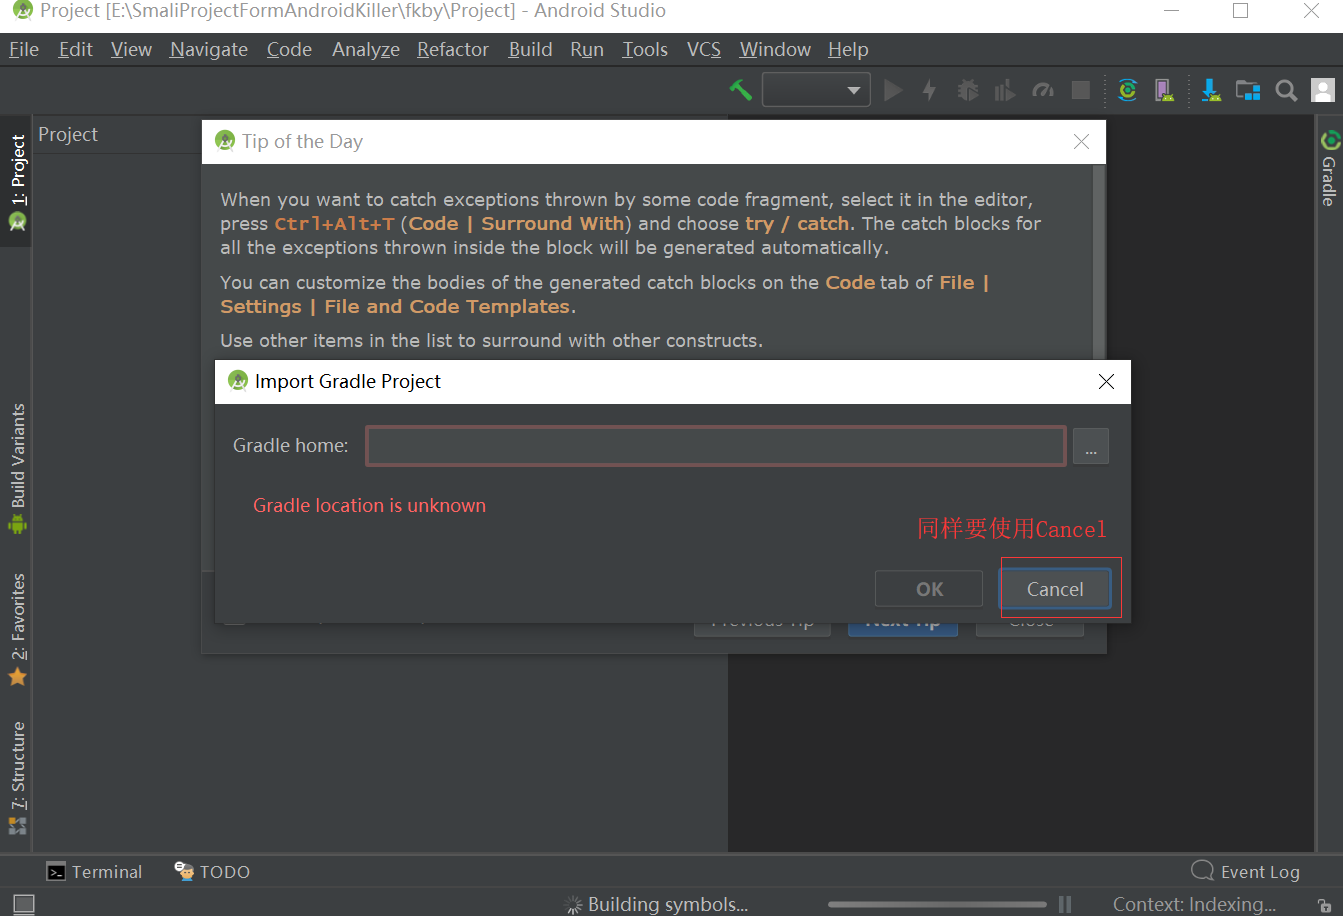 Project [E:\SmaliProjectFormAndroidKiller\fkby\Project] - Android Studio
File Edit View Navigate Code Analyze Refactor Build Run Tools VCS Window Help
1: Project
Project
Tip of the Day
When you want to catch exceptions thrown by some code fragment, select it in the editor,
press Ctrl+Alt+T (Code | Surround With) and choose try / catch. The catch blocks for
all the exceptions thrown inside the block will be generated automatically.
You can customize the bodies of the generated catch blocks on the Code tab of File |
Settings | File and Code Templates.
Use other items in the list to surround with other constructs.
Import Gradle Project
Gradle home:
...
Gradle location is unknown
同样要使用Cancel
OK Cancel
Previous Tip Next Tip Close
Gradle
Build Variants
2: Favorites
7: Structure
Terminal TODO Event Log
Building symbols... Context: Indexing...